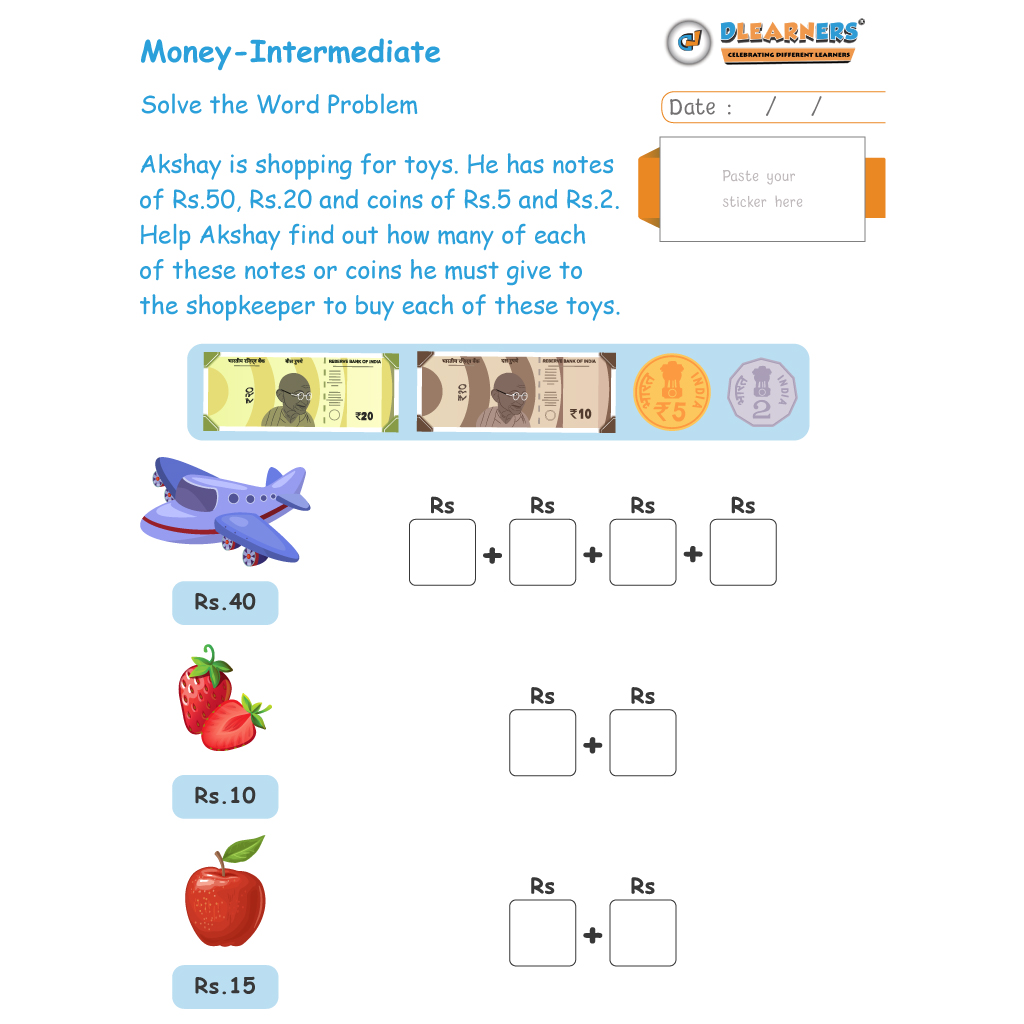 Money-Intermediate
DLEARNERS
CELEBRATING DIFFERENT LEARNERS
Solve the Word Problem
Date : / /
Paste your
sticker here
Akshay is shopping for toys. He has notes
of Rs.50, Rs.20 and coins of Rs.5 and Rs.2.
Help Akshay find out how many of each
of these notes or coins he must give to
the shopkeeper to buy each of these toys.
भारतीय रिज़र्व बैंक बीस रुपये RESERVE BANK OF INDIA
₹20
₹20
भारतीय रिज़र्व बैंक RESERVE BANK OF INDIA
₹10
₹10
भारत INDIA
₹5
भारत INDIA
2
Rs Rs Rs Rs
+ + +
Rs.40
Rs Rs
+
Rs.10
Rs Rs
+
Rs.15